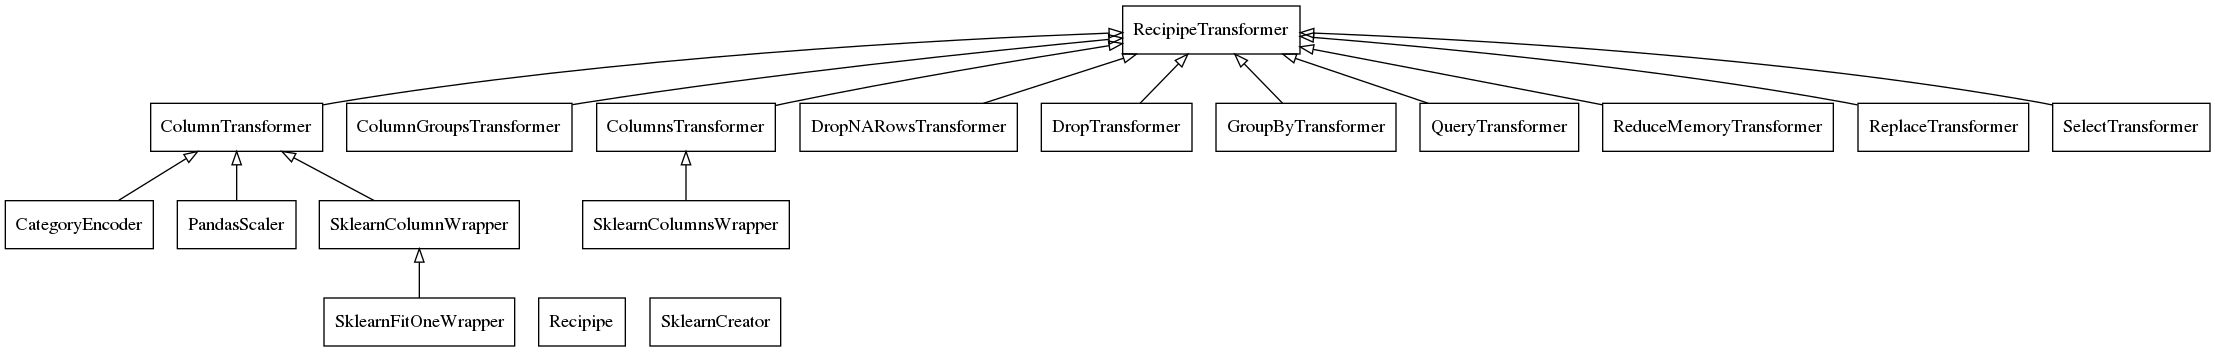 RecipipeTransformer
ColumnTransformer
ColumnGroupsTransformer
ColumnsTransformer
DropNARowsTransformer
DropTransformer
GroupByTransformer
QueryTransformer
ReduceMemoryTransformer
ReplaceTransformer
SelectTransformer
CategoryEncoder
PandasScaler
SklearnColumnWrapper
SklearnColumnsWrapper
SklearnFitOneWrapper
Recipipe
SklearnCreator